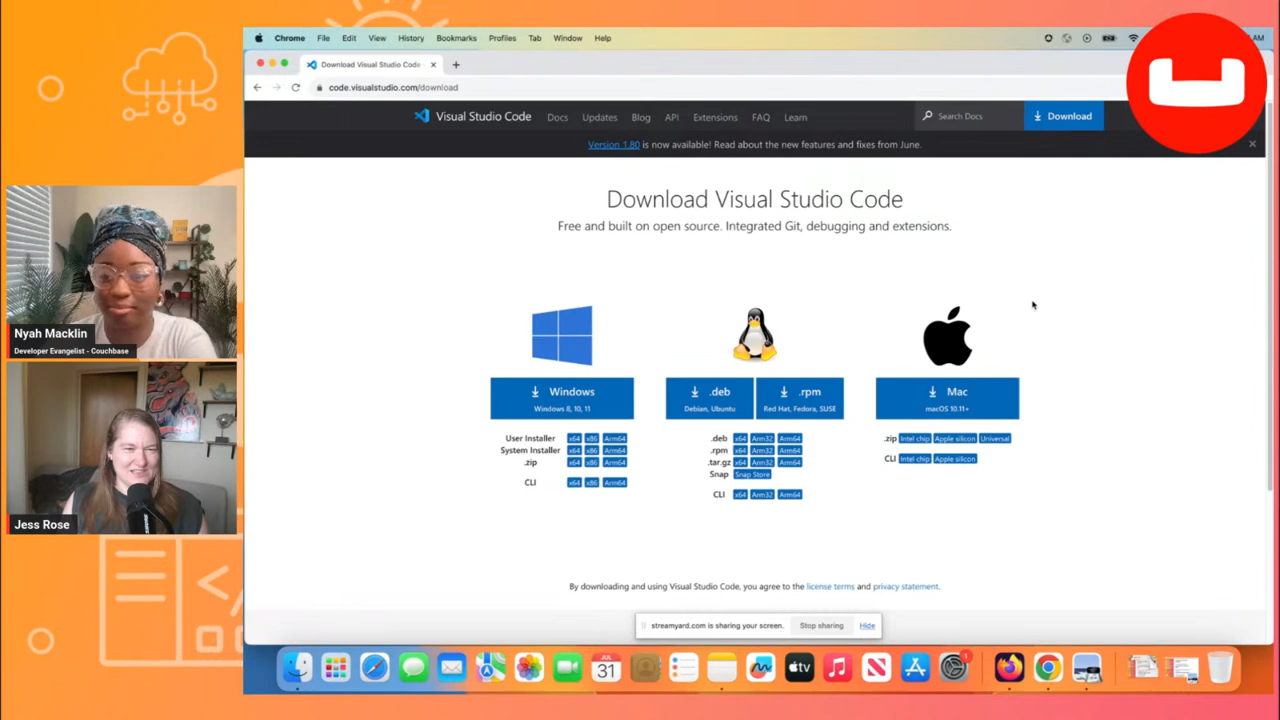 Chrome File Edit View History Bookmarks Profiles Tab Window Help AM
Download Visual Studio Code
code.visualstudio.com/download
Visual Studio Code Docs Updates Blog API Extensions FAQ Learn Search Docs Download
Version 1.80 is now available! Read about the new features and fixes from June.
Download Visual Studio Code
Free and built on open source. Integrated Git, debugging and extensions.
Windows
Windows 8, 10, 11
User Installer x64 x86 Arm64
System Installer x64 x86 Arm64
.zip x64 x86 Arm64
CLI x64 x86 Arm64
.deb
Debian, Ubuntu
.rpm
Red Hat, Fedora, SUSE
.deb x64 Arm32 Arm64
.rpm x64 Arm32 Arm64
.tar.gz x64 Arm32 Arm64
Snap Snap Store
CLI x64 Arm32 Arm64
Mac
macOS 10.11+
.zip Intel chip Apple silicon Universal
CLI Intel chip Apple silicon
By downloading and using Visual Studio Code, you agree to the license terms and privacy statement.
streamyard.com is sharing your screen. Stop sharing Hide
JUL
31
tv
1
Nyah Macklin
Developer Evangelist - Couchbase
Jess Rose